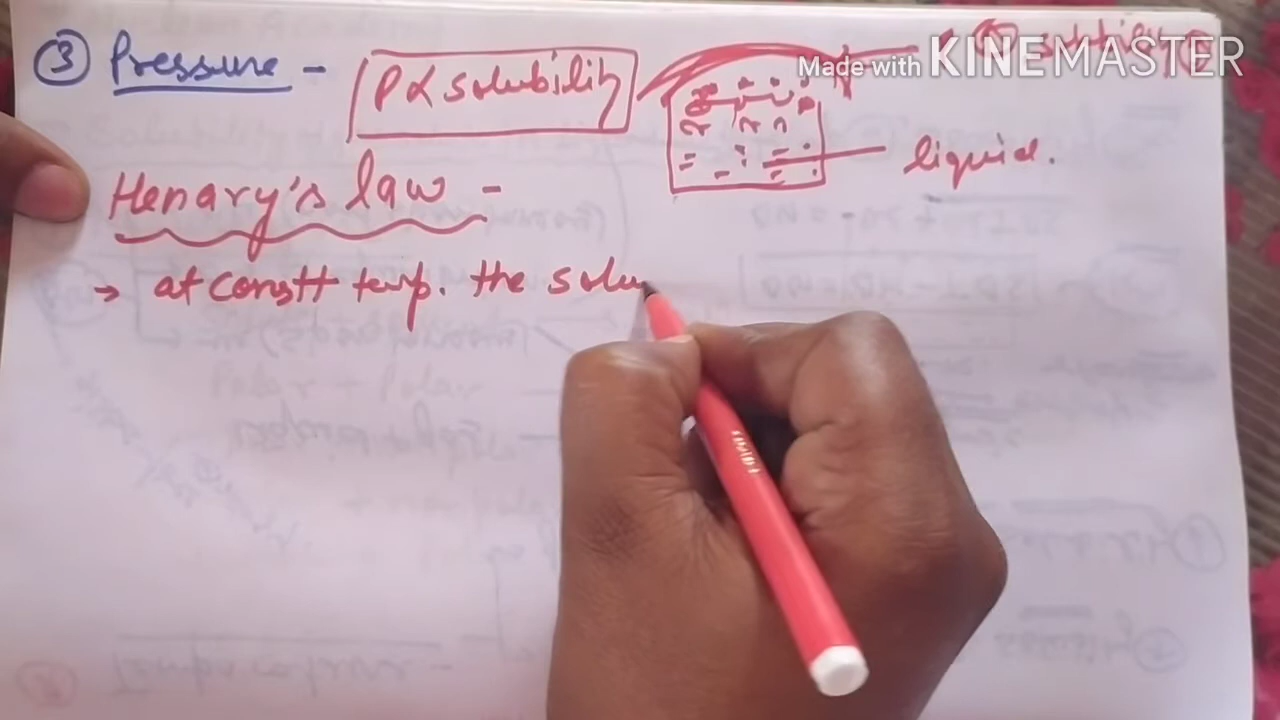 ③ Pressure - P α solubility
Made with KINEMASTER
liquid.
Henary's law -
→ at constt temp. the solu